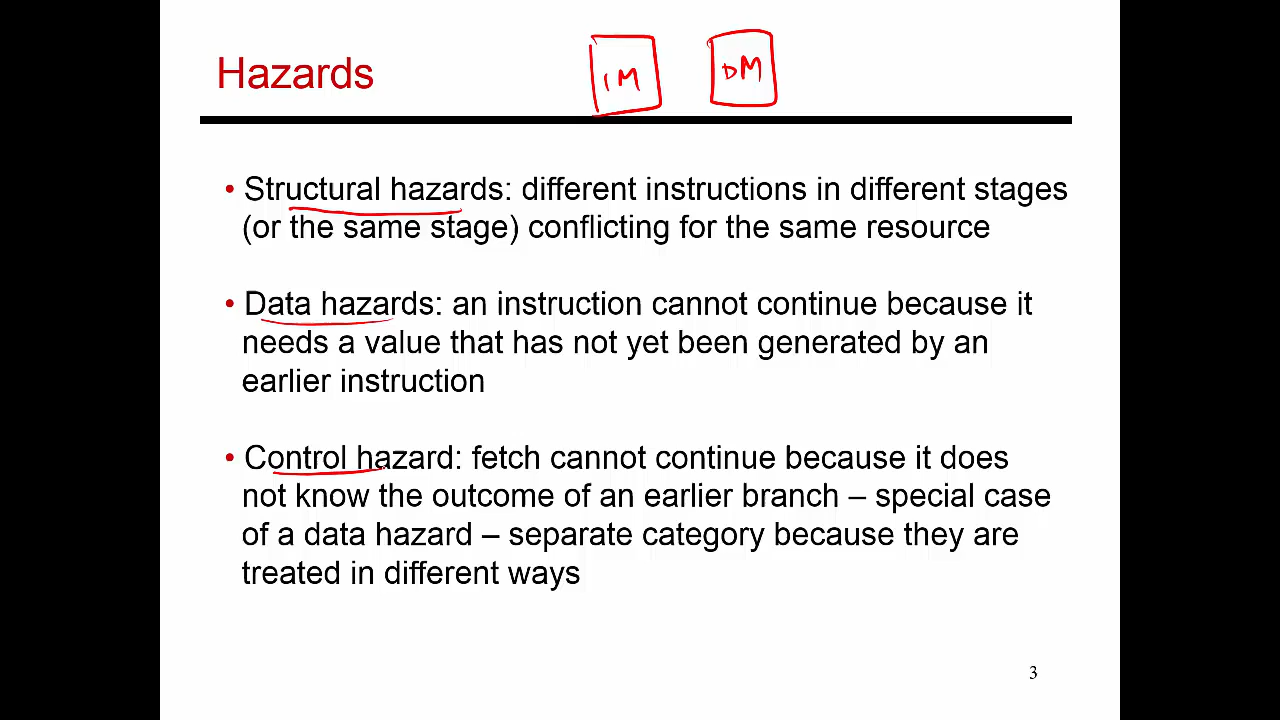 Hazards
IM
DM
• Structural hazards: different instructions in different stages
(or the same stage) conflicting for the same resource
• Data hazards: an instruction cannot continue because it
needs a value that has not yet been generated by an
earlier instruction
• Control hazard: fetch cannot continue because it does
not know the outcome of an earlier branch – special case
of a data hazard – separate category because they are
treated in different ways
3